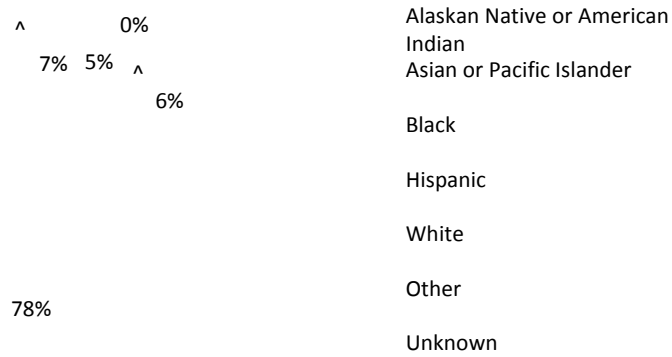 ^ 0%
7% 5% ^
6%
78%
Alaskan Native or American
Indian
Asian or Pacific Islander
Black
Hispanic
White
Other
Unknown